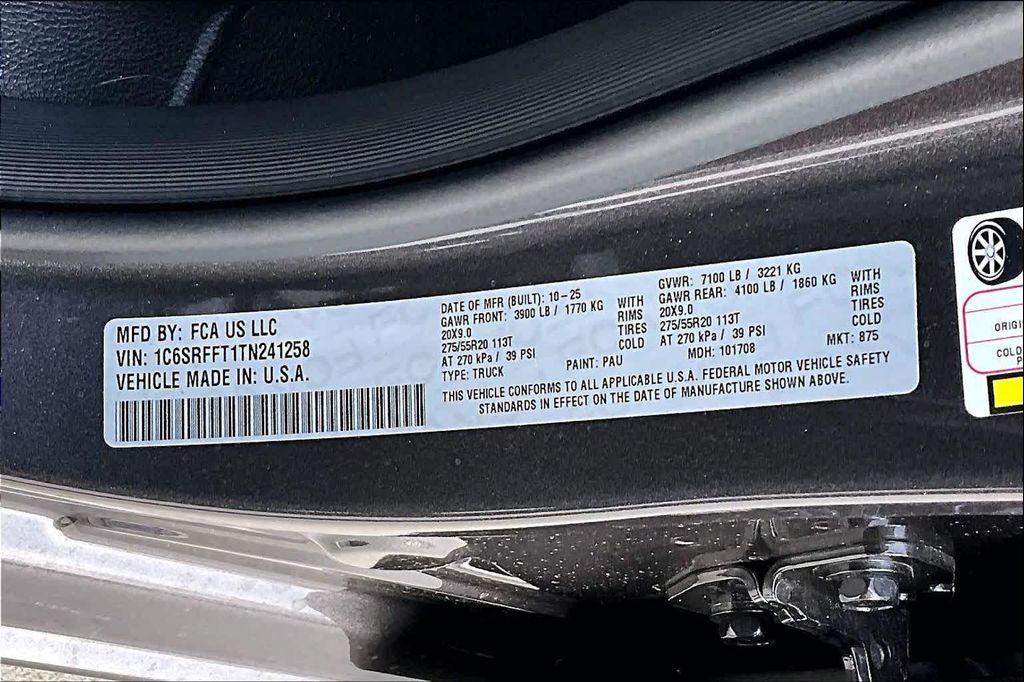 MFD BY: FCA US LLC
VIN: 1C6SRFFT1TN241258
VEHICLE MADE IN: U.S.A.
DATE OF MFR (BUILT): 10-25
GAWR FRONT: 3900 LB / 1770 KG WITH
20X9.0 RIMS
275/55R20 113T TIRES
AT 270 kPa / 39 PSI COLD
TYPE: TRUCK PAINT: PAU
GVWR: 7100 LB / 3221 KG
GAWR REAR: 4100 LB / 1860 KG WITH
20X9.0 RIMS
275/55R20 113T TIRES
AT 270 kPa / 39 PSI COLD
MDH: 101708 MKT: 875
THIS VEHICLE CONFORMS TO ALL APPLICABLE U.S.A. FEDERAL MOTOR VEHICLE SAFETY
STANDARDS IN EFFECT ON THE DATE OF MANUFACTURE SHOWN ABOVE.
ORIGI
COLD